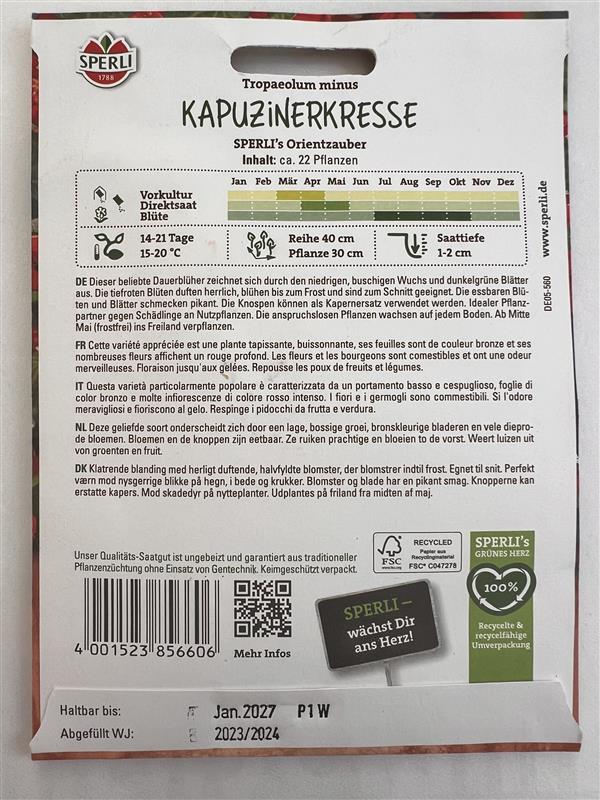 SPERLI
1788
Tropaeolum minus
KAPUZiNERKRESSE
SPERLI's Orientzauber
Inhalt: ca. 22 Pflanzen
Jan Feb Mär Apr Mai Jun Jul Aug Sep Okt Nov Dez
Vorkultur
Direktsaat
Blüte
14-21 Tage
15-20 °C
Reihe 40 cm
Pflanze 30 cm
Saattiefe
1-2 cm
www.sperli.de
DE05-560
DE Dieser beliebte Dauerblüher zeichnet sich durch den niedrigen, buschigen Wuchs und dunkelgrüne Blätter
aus. Die tiefroten Blüten duften herrlich, blühen bis zum Frost und sind zum Schnitt geeignet. Die essbaren Blü-
ten und Blätter schmecken pikant. Die Knospen können als Kapernersatz verwendet werden. Idealer Pflanz-
partner gegen Schädlinge an Nutzpflanzen. Die anspruchslosen Pflanzen wachsen auf jedem Boden. Ab Mitte
Mai (frostfrei) ins Freiland verpflanzen.
FR Cette variété appréciée est une plante tapissante, buissonnante, ses feuilles sont de couleur bronze et ses
nombreuses fleurs affichent un rouge profond. Les fleurs et les bourgeons sont comestibles et ont une odeur
merveilleuses. Floraison jusqu'aux gelées. Repousse les poux de freuits et légumes.
IT Questa varietà particolarmente popolare è caratterizzata da un portamento basso e cespuglioso, foglie di
color bronzo e molte infiorescenze di colore rosso intenso. I fiori e i germogli sono commestibili. Si l'odore
meravigliosi e fioriscono al gelo. Respinge i pidocchi da frutta e verdura.
NL Deze geliefde soort onderscheidt zich door een lage, bossige groei, bronskleurige bladeren en vele diepro-
de bloemen. Bloemen en de knoppen zijn eetbaar. Ze ruiken prachtige en bloeien to de vorst. Weert luizen uit
von groenten en fruit.
DK Klatrende blanding med herligt duftende, halvfyldte blomster, der blomstrer indtil frost. Egnet til snit. Perfekt
værn mod nysgerrige blikke på hegn, i bede og krukker. Blomster og blade har en pikant smag. Knopperne kan
erstatte kapers. Mod skadedyr på nytteplanter. Udplantes på friland fra midten af maj.
Unser Qualitäts-Saatgut ist ungebeizt und garantiert aus traditioneller
Pflanzenzüchtung ohne Einsatz von Gentechnik. Keimgeschützt verpackt.
4 001523 856606
Mehr Infos
FSC
www.fsc.org
RECYCLED
Papier aus
Recyclingmaterial
FSC® C047278
SPERLI –
wächst Dir
ans Herz!
SPERLI's
GRÜNES HERZ
100%
Recycelte &
recycelfähige
Umverpackung
Haltbar bis: Jan.2027 P1W
Abgefüllt WJ: 2023/2024